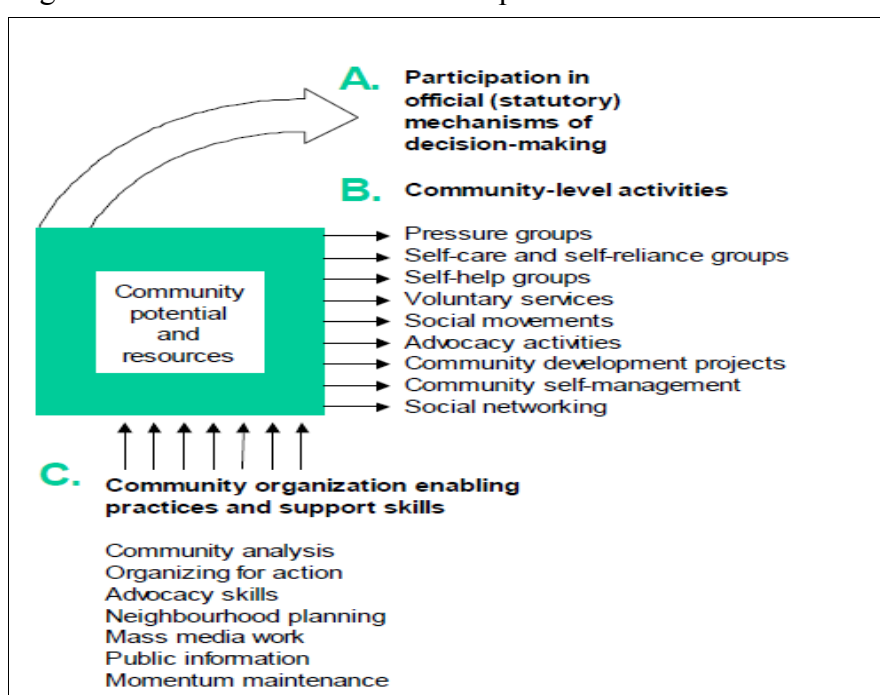 A. Participation in
official (statutory)
mechanisms of
decision-making
B. Community-level activities
Pressure groups
Self-care and self-reliance groups
Self-help groups
Voluntary services
Social movements
Advocacy activities
Community development projects
Community self-management
Social networking
Community
potential
and
resources
C. Community organization enabling
practices and support skills
Community analysis
Organizing for action
Advocacy skills
Neighbourhood planning
Mass media work
Public information
Momentum maintenance